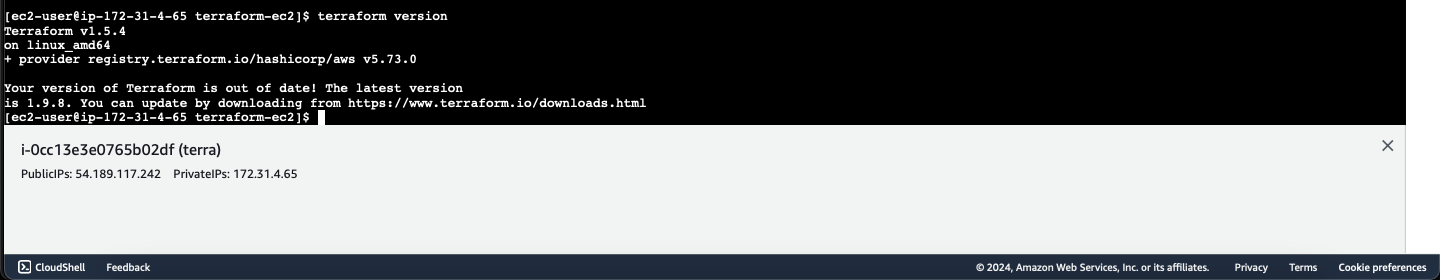 [ec2-user@ip-172-31-4-65 terraform-ec2]$ terraform version
Terraform v1.5.4
on linux_amd64
+ provider registry.terraform.io/hashicorp/aws v5.73.0
Your version of Terraform is out of date! The latest version
is 1.9.8. You can update by downloading from https://www.terraform.io/downloads.html
[ec2-user@ip-172-31-4-65 terraform-ec2]$
i-0cc13e3e0765b02df (terra)
PublicIPs: 54.189.117.242 PrivateIPs: 172.31.4.65
CloudShell Feedback © 2024, Amazon Web Services, Inc. or its affiliates. Privacy Terms Cookie preferences